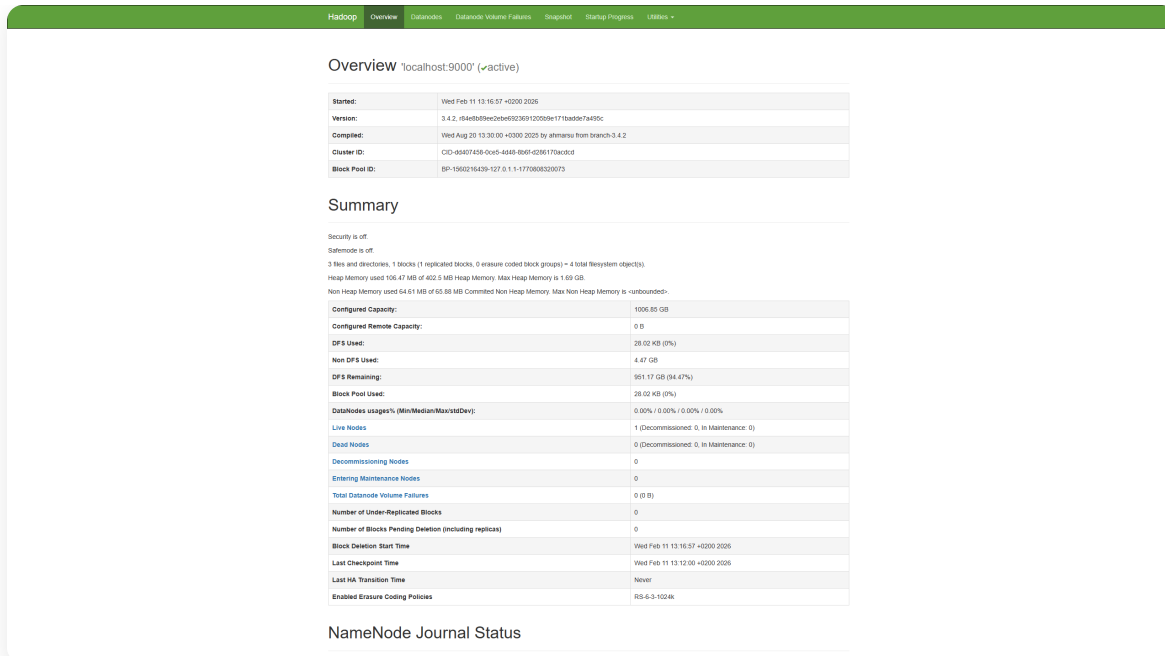 Hadoop Overview Datanodes Datanode Volume Failures Snapshot Startup Progress Utilities
Overview 'localhost:9000' (✔active)
Started: Wed Feb 11 13:16:57 +0200 2026
Version: 3.4.2, r84e8b89ee2ebe6923691205b9e171badde7a495c
Compiled: Wed Aug 20 13:30:00 +0300 2025 by ahmarsu from branch-3.4.2
Cluster ID: CID-dd407458-0ce5-4d48-8b6f-d286170acdcd
Block Pool ID: BP-1560216439-127.0.1.1-1770808320073
Summary
Security is off.
Safemode is off.
3 files and directories, 1 blocks (1 replicated blocks, 0 erasure coded block groups) = 4 total filesystem object(s).
Heap Memory used 106.47 MB of 402.5 MB Heap Memory. Max Heap Memory is 1.69 GB.
Non Heap Memory used 64.61 MB of 65.88 MB Commited Non Heap Memory. Max Non Heap Memory is <unbounded>.
Configured Capacity: 1006.85 GB
Configured Remote Capacity: 0 B
DFS Used: 28.02 KB (0%)
Non DFS Used: 4.47 GB
DFS Remaining: 951.17 GB (94.47%)
Block Pool Used: 28.02 KB (0%)
DataNodes usages% (Min/Median/Max/stdDev): 0.00% / 0.00% / 0.00% / 0.00%
Live Nodes 1 (Decommissioned: 0, In Maintenance: 0)
Dead Nodes 0 (Decommissioned: 0, In Maintenance: 0)
Decommissioning Nodes 0
Entering Maintenance Nodes 0
Total Datanode Volume Failures 0 (0 B)
Number of Under-Replicated Blocks 0
Number of Blocks Pending Deletion (including replicas) 0
Block Deletion Start Time Wed Feb 11 13:16:57 +0200 2026
Last Checkpoint Time Wed Feb 11 13:12:00 +0200 2026
Last HA Transition Time Never
Enabled Erasure Coding Policies RS-6-3-1024k
NameNode Journal Status